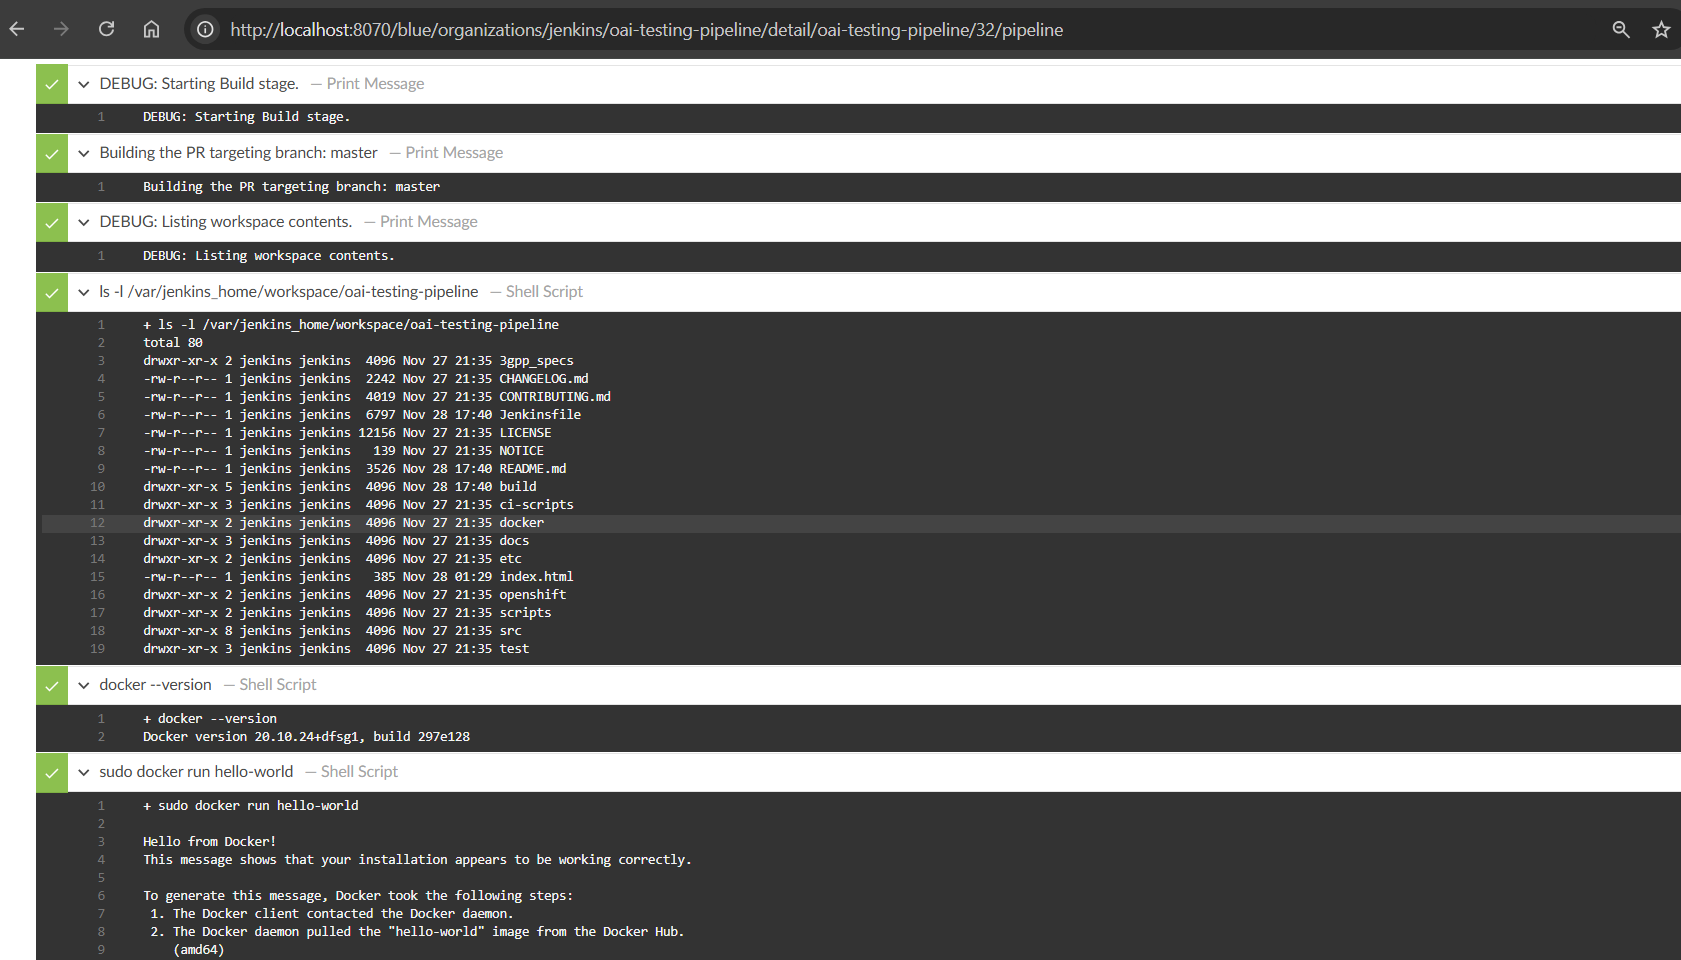 http://localhost:8070/blue/organizations/jenkins/oai-testing-pipeline/detail/oai-testing-pipeline/32/pipeline
DEBUG: Starting Build stage. — Print Message
1 DEBUG: Starting Build stage.
Building the PR targeting branch: master — Print Message
1 Building the PR targeting branch: master
DEBUG: Listing workspace contents. — Print Message
1 DEBUG: Listing workspace contents.
ls -l /var/jenkins_home/workspace/oai-testing-pipeline — Shell Script
1 + ls -l /var/jenkins_home/workspace/oai-testing-pipeline
2 total 80
3 drwxr-xr-x 2 jenkins jenkins  4096 Nov 27 21:35 3gpp_specs
4 -rw-r--r-- 1 jenkins jenkins  2242 Nov 27 21:35 CHANGELOG.md
5 -rw-r--r-- 1 jenkins jenkins  4019 Nov 27 21:35 CONTRIBUTING.md
6 -rw-r--r-- 1 jenkins jenkins  6797 Nov 28 17:40 Jenkinsfile
7 -rw-r--r-- 1 jenkins jenkins 12156 Nov 27 21:35 LICENSE
8 -rw-r--r-- 1 jenkins jenkins   139 Nov 27 21:35 NOTICE
9 -rw-r--r-- 1 jenkins jenkins  3526 Nov 28 17:40 README.md
10 drwxr-xr-x 5 jenkins jenkins  4096 Nov 28 17:40 build
11 drwxr-xr-x 3 jenkins jenkins  4096 Nov 27 21:35 ci-scripts
12 drwxr-xr-x 2 jenkins jenkins  4096 Nov 27 21:35 docker
13 drwxr-xr-x 3 jenkins jenkins  4096 Nov 27 21:35 docs
14 drwxr-xr-x 2 jenkins jenkins  4096 Nov 27 21:35 etc
15 -rw-r--r-- 1 jenkins jenkins   385 Nov 28 01:29 index.html
16 drwxr-xr-x 2 jenkins jenkins  4096 Nov 27 21:35 openshift
17 drwxr-xr-x 2 jenkins jenkins  4096 Nov 27 21:35 scripts
18 drwxr-xr-x 8 jenkins jenkins  4096 Nov 27 21:35 src
19 drwxr-xr-x 3 jenkins jenkins  4096 Nov 27 21:35 test
docker --version — Shell Script
1 + docker --version
2 Docker version 20.10.24+dfsg1, build 297e128
sudo docker run hello-world — Shell Script
1 + sudo docker run hello-world
2
3 Hello from Docker!
4 This message shows that your installation appears to be working correctly.
5
6 To generate this message, Docker took the following steps:
7  1. The Docker client contacted the Docker daemon.
8  2. The Docker daemon pulled the "hello-world" image from the Docker Hub.
9     (amd64)